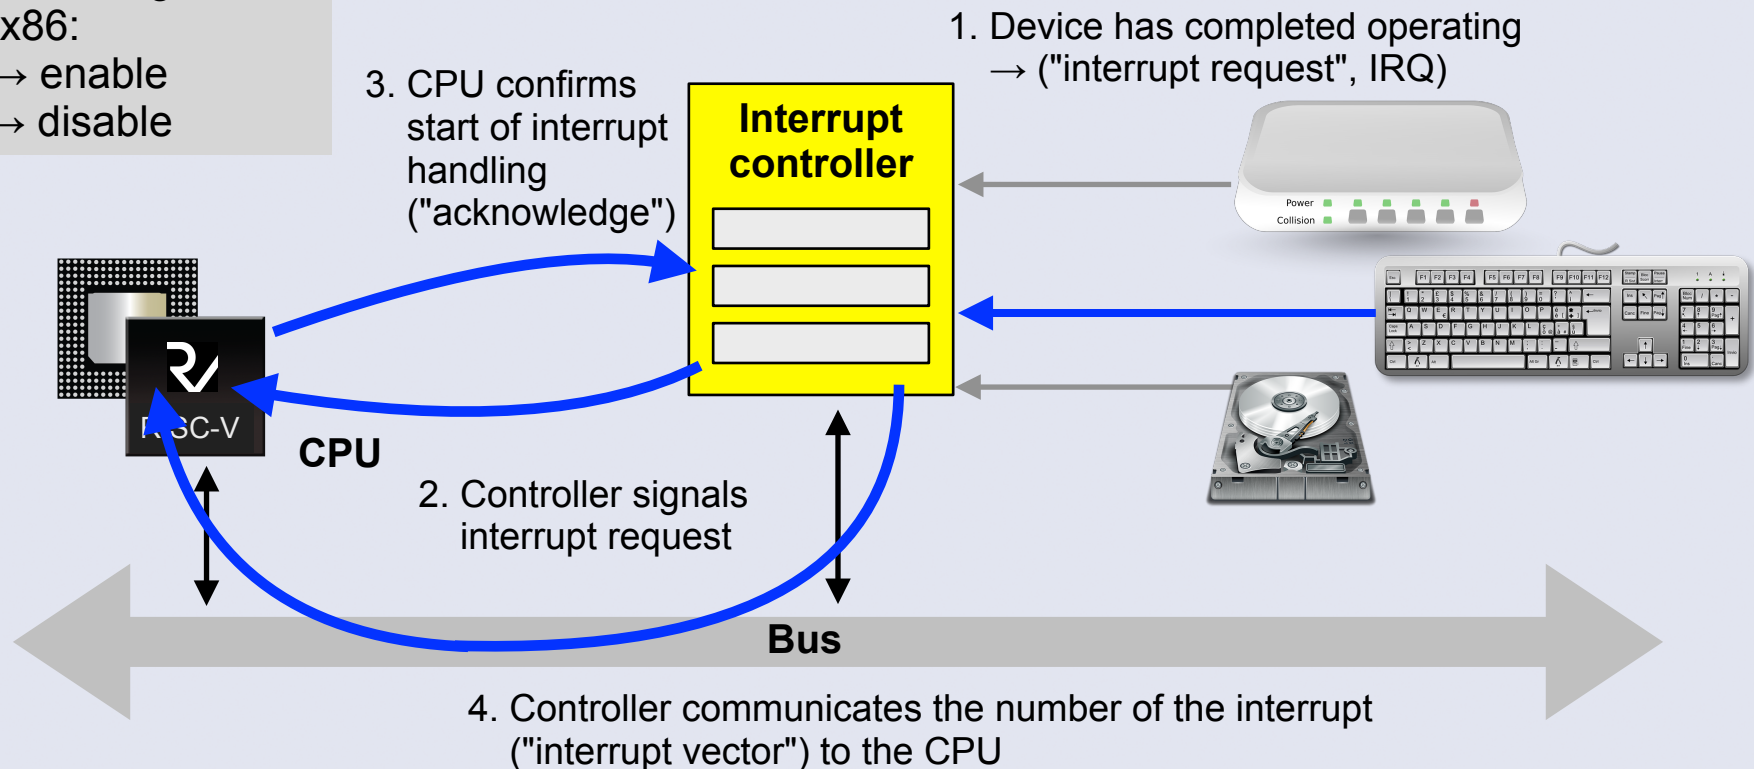 x86:
→ enable
→ disable
1. Device has completed operating
→ ("interrupt request", IRQ)
3. CPU confirms
start of interrupt
handling
("acknowledge")
Interrupt
controller
Power
Collision
RISC-V
CPU
2. Controller signals
interrupt request
Bus
4. Controller communicates the number of the interrupt
("interrupt vector") to the CPU